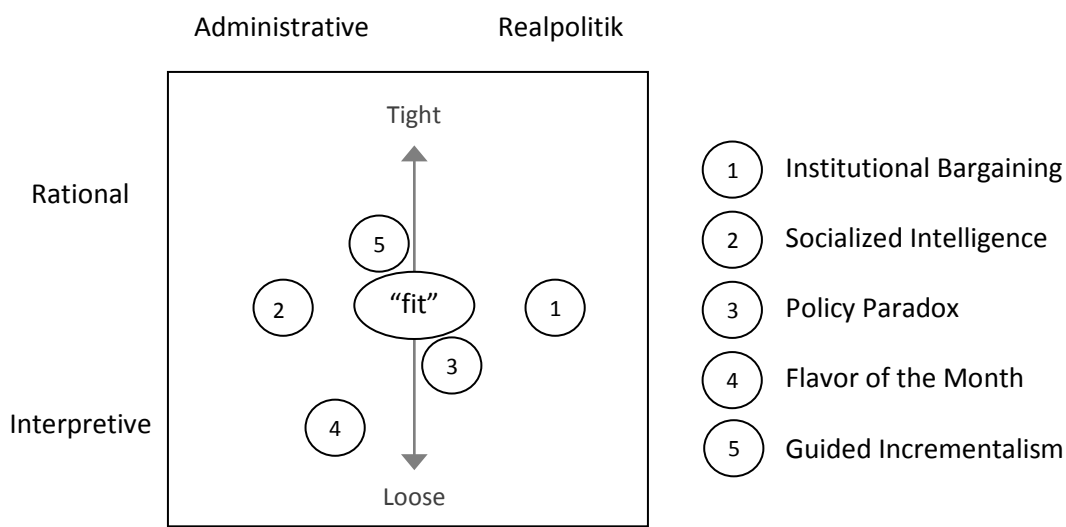 Administrative Realpolitik
Tight
Rational
5
2 "fit" 1
3
Interpretive
4
Loose
1 Institutional Bargaining
2 Socialized Intelligence
3 Policy Paradox
4 Flavor of the Month
5 Guided Incrementalism